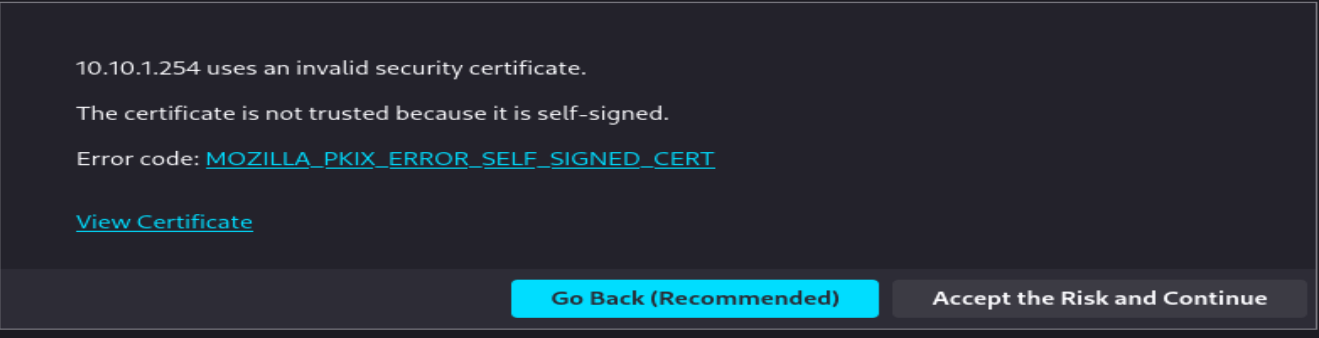 10.10.1.254 uses an invalid security certificate.
The certificate is not trusted because it is self-signed.
Error code: MOZILLA_PKIX_ERROR_SELF_SIGNED_CERT
View Certificate
Go Back (Recommended)
Accept the Risk and Continue